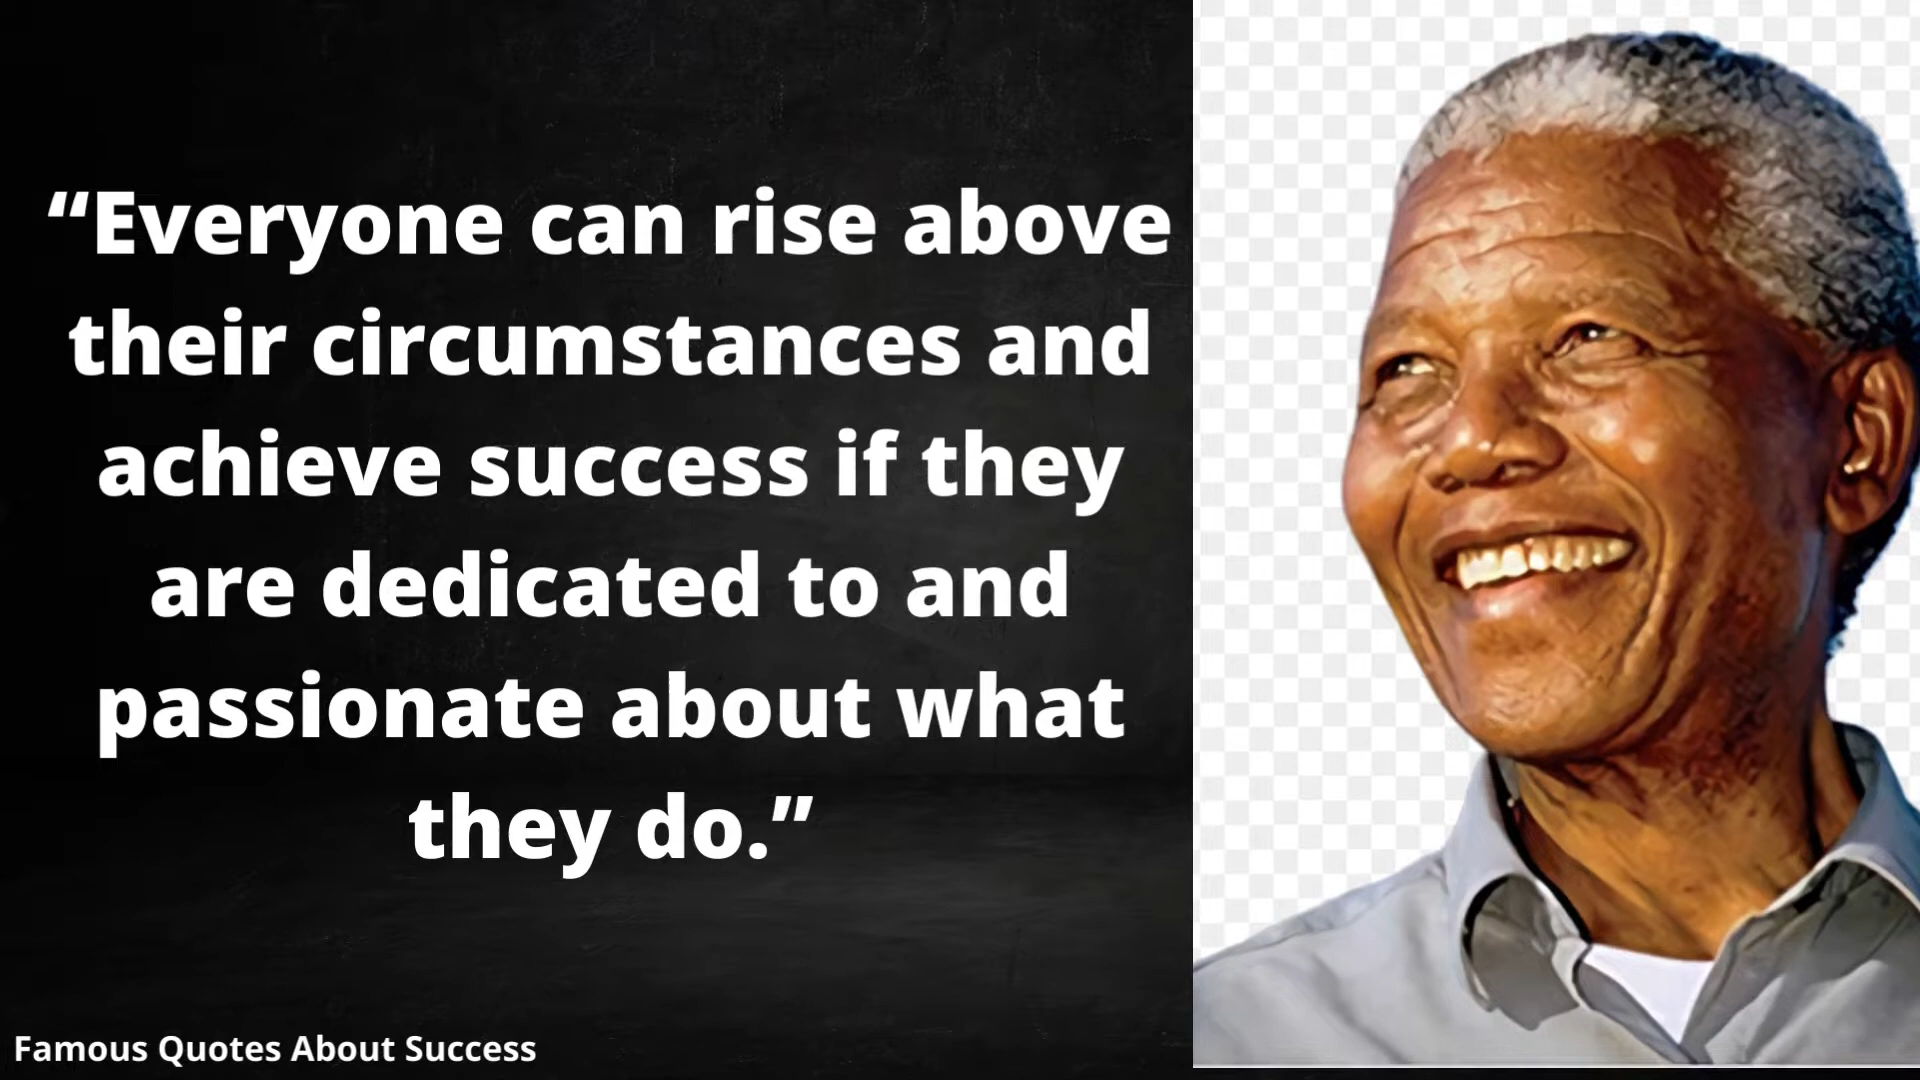 “Everyone can rise above
their circumstances and
achieve success if they
are dedicated to and
passionate about what
they do.”
Famous Quotes About Success